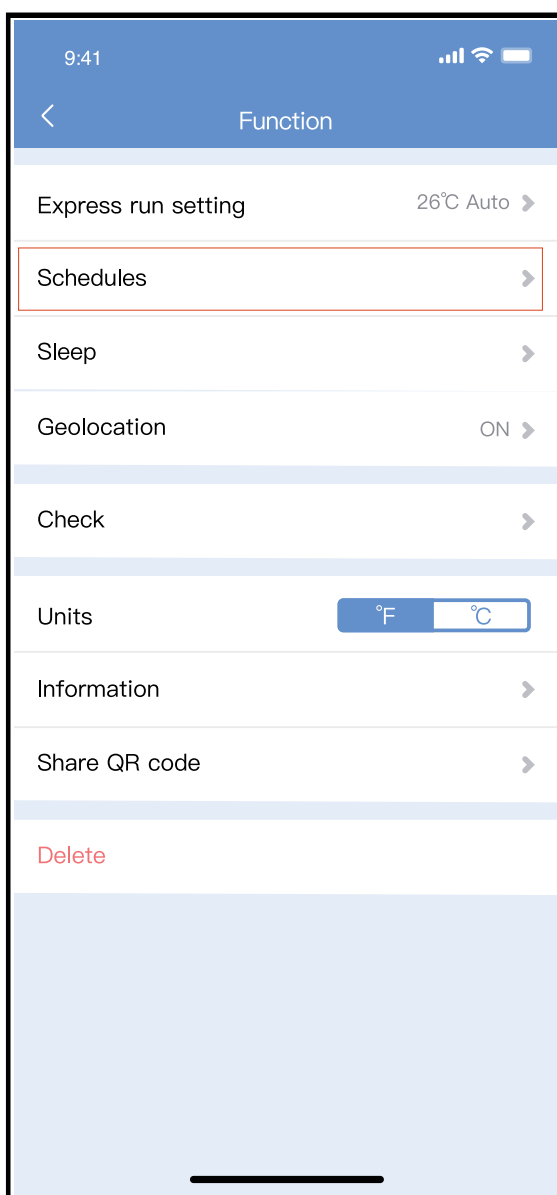 9:41
Function
Express run setting 26℃ Auto
Schedules
Sleep
Geolocation ON
Check
Units ℉ ℃
Information
Share QR code
Delete